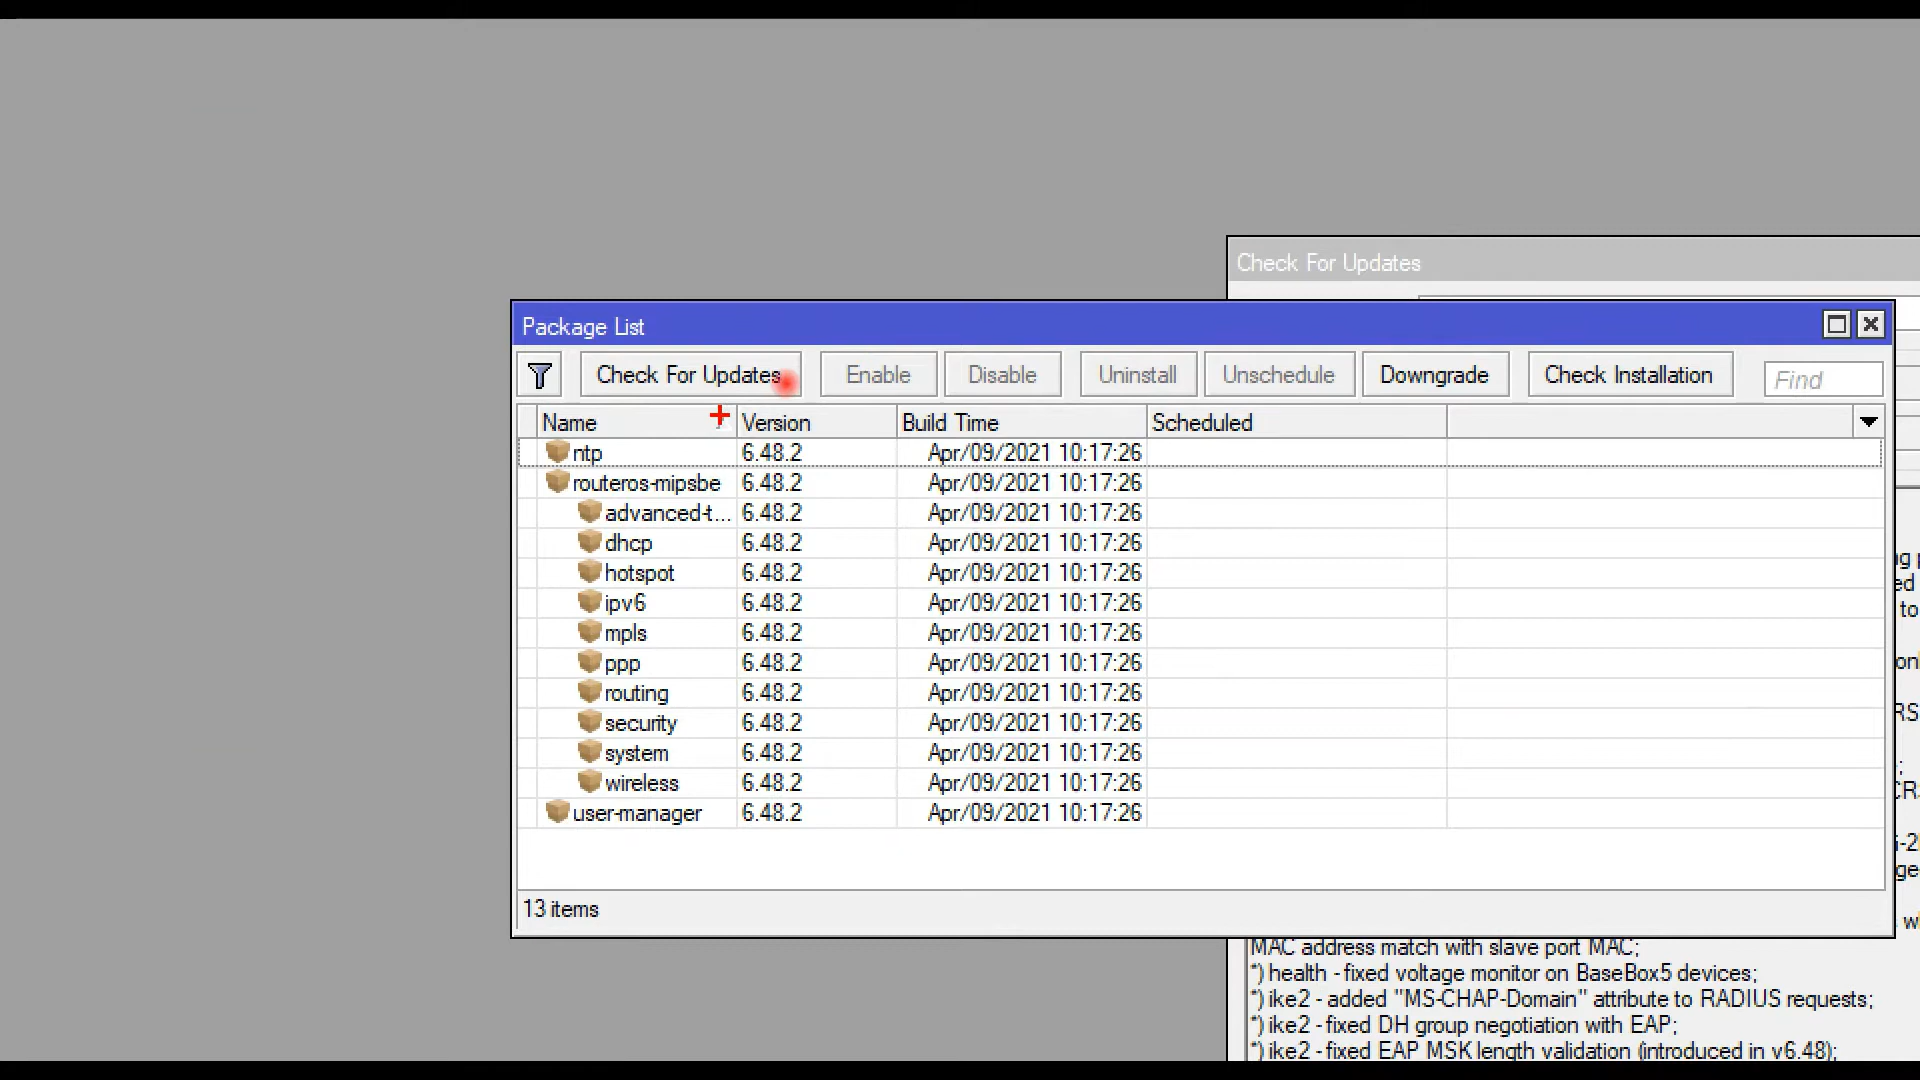 Check For Updates
Package List
Check For Updates Enable Disable Uninstall Unschedule Downgrade Check Installation Find
Name Version Build Time Scheduled
ntp 6.48.2 Apr/09/2021 10:17:26
routeros-mipsbe 6.48.2 Apr/09/2021 10:17:26
advanced-t... 6.48.2 Apr/09/2021 10:17:26
dhcp 6.48.2 Apr/09/2021 10:17:26
hotspot 6.48.2 Apr/09/2021 10:17:26
ipv6 6.48.2 Apr/09/2021 10:17:26
mpls 6.48.2 Apr/09/2021 10:17:26
ppp 6.48.2 Apr/09/2021 10:17:26
routing 6.48.2 Apr/09/2021 10:17:26
security 6.48.2 Apr/09/2021 10:17:26
system 6.48.2 Apr/09/2021 10:17:26
wireless 6.48.2 Apr/09/2021 10:17:26
user-manager 6.48.2 Apr/09/2021 10:17:26
13 items
MAC address match with slave port MAC;
*) health - fixed voltage monitor on BaseBox5 devices;
*) ike2 - added "MS-CHAP-Domain" attribute to RADIUS requests;
*) ike2 - fixed DH group negotiation with EAP;
*) ike2 - fixed EAP MSK length validation (introduced in v6.48);